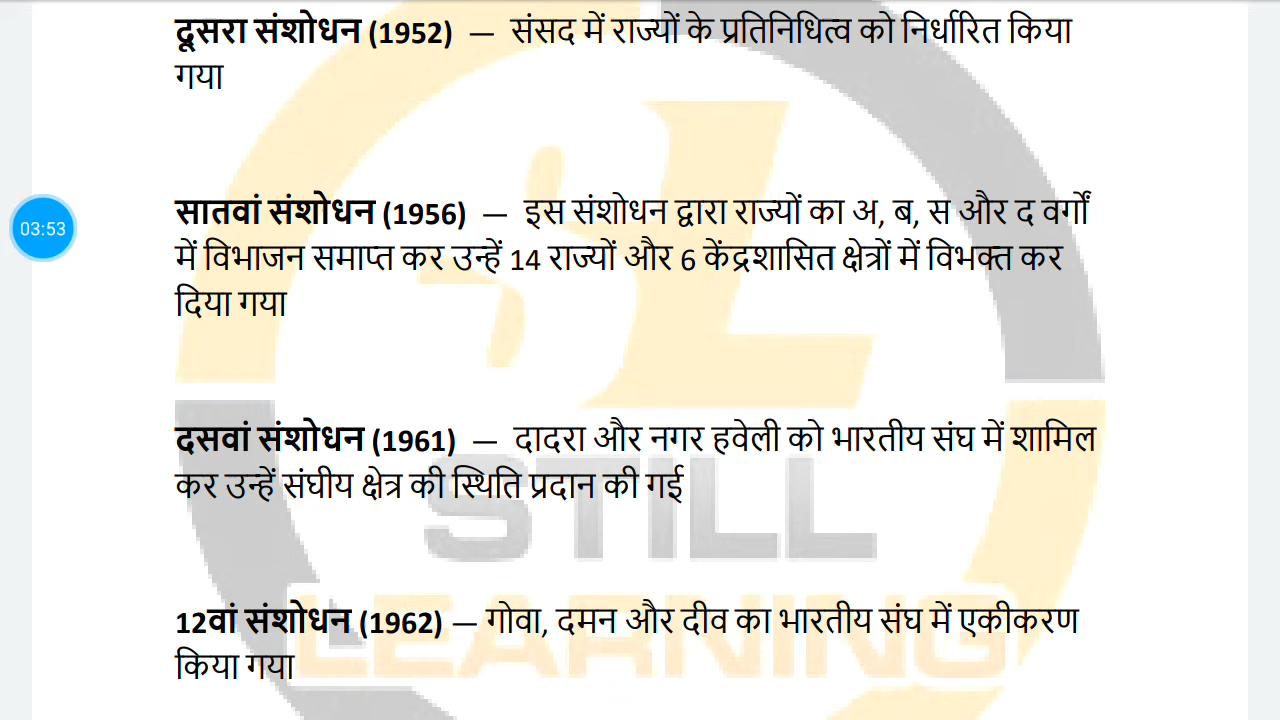 दूसरा संशोधन (1952) — संसद में राज्यों के प्रतिनिधित्व को निर्धारित किया
गया
सातवां संशोधन (1956) — इस संशोधन द्वारा राज्यों का अ, ब, स और द वर्गों
में विभाजन समाप्त कर उन्हें 14 राज्यों और 6 केंद्रशासित क्षेत्रों में विभक्त कर
दिया गया
03:53
दसवां संशोधन (1961) — दादरा और नगर हवेली को भारतीय संघ में शामिल
कर उन्हें संघीय क्षेत्र की स्थिति प्रदान की गई
12वां संशोधन (1962) — गोवा, दमन और दीव का भारतीय संघ में एकीकरण
किया गया
SL
STILL
LEARNING